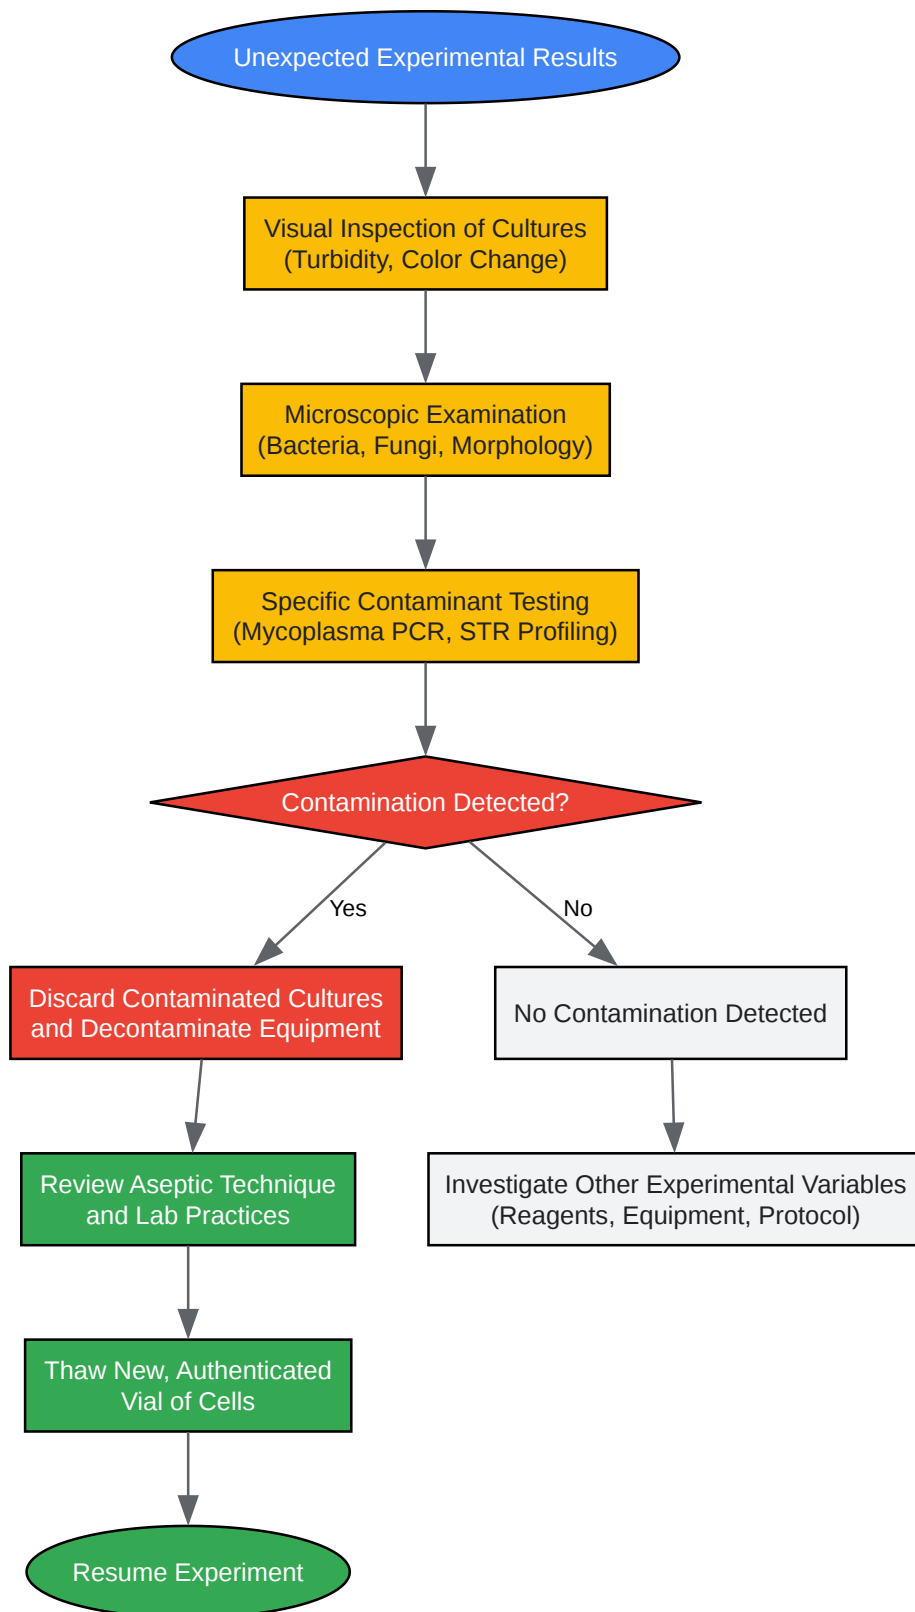 Unexpected Experimental Results
Visual Inspection of Cultures
(Turbidity, Color Change)
Microscopic Examination
(Bacteria, Fungi, Morphology)
Specific Contaminant Testing
(Mycoplasma PCR, STR Profiling)
Contamination Detected?
Yes
No
Discard Contaminated Cultures
and Decontaminate Equipment
No Contamination Detected
Review Aseptic Technique
and Lab Practices
Investigate Other Experimental Variables
(Reagents, Equipment, Protocol)
Thaw New, Authenticated
Vial of Cells
Resume Experiment